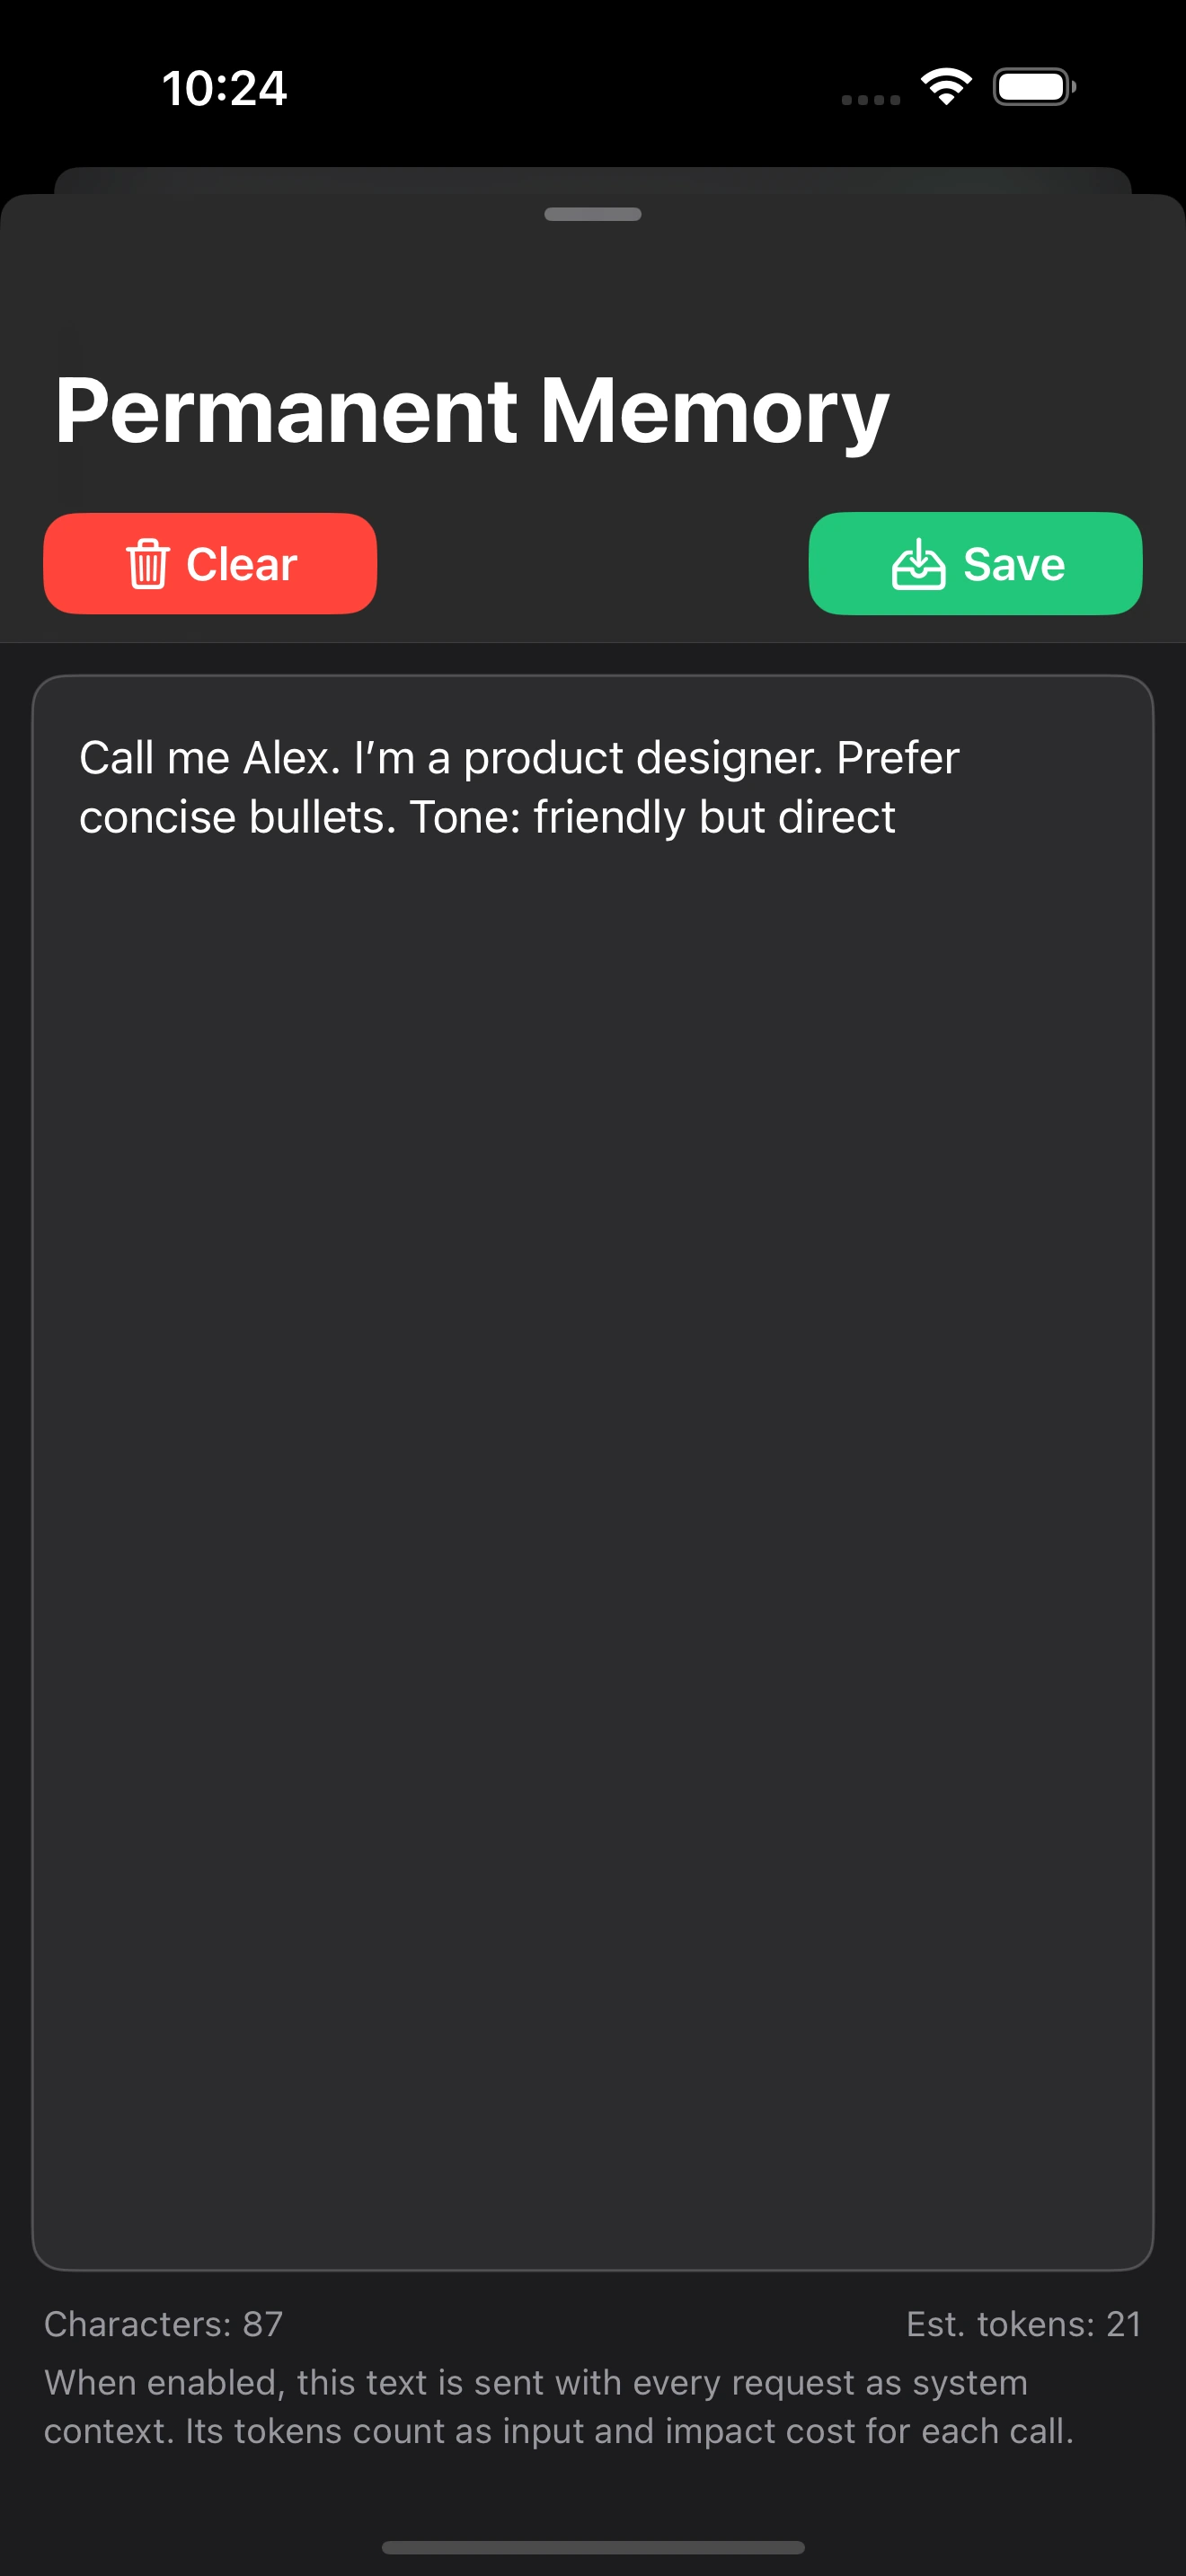 10:24
Permanent Memory
Clear
Save
Call me Alex. I’m a product designer. Prefer
concise bullets. Tone: friendly but direct
Characters: 87
Est. tokens: 21
When enabled, this text is sent with every request as system
context. Its tokens count as input and impact cost for each call.